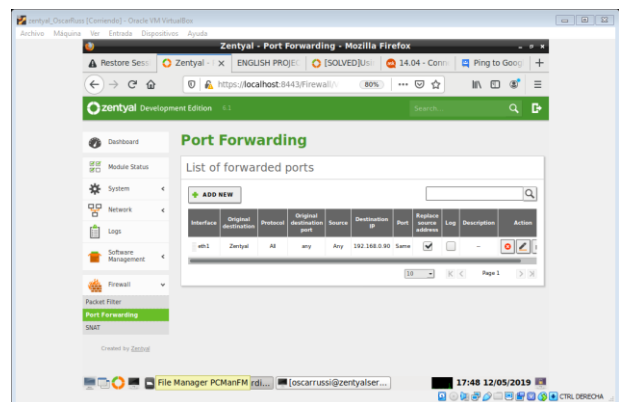 zentyal_OscarRuss [Corriendo] - Oracle VM VirtualBox
Archivo Máquina Ver Entrada Dispositivos Ayuda
Zentyal - Port Forwarding - Mozilla Firefox
Restore Sess Zentyal - ENGLISH PROJEC [SOLVED]Usi 14.04 - Conn Ping to Goog
https://localhost:8443/Firewall/ 80%
zentyal Development Edition 6.1 Search...
Dashboard
Module Status
System
Network
Logs
Software Management
Firewall
Packet Filter
Port Forwarding
SNAT
Created by Zentyal
Port Forwarding
List of forwarded ports
ADD NEW
Interface Original destination Protocol Original destination port Source Destination IP Port Replace source address Log Description Action
eth1 Zentyal All any Any 192.168.0.90 Same --
10 Page 1
File Manager PCManFM rdi... [oscarrussi@zentyalser... 17:48 12/05/2019
CTRL DERECHA